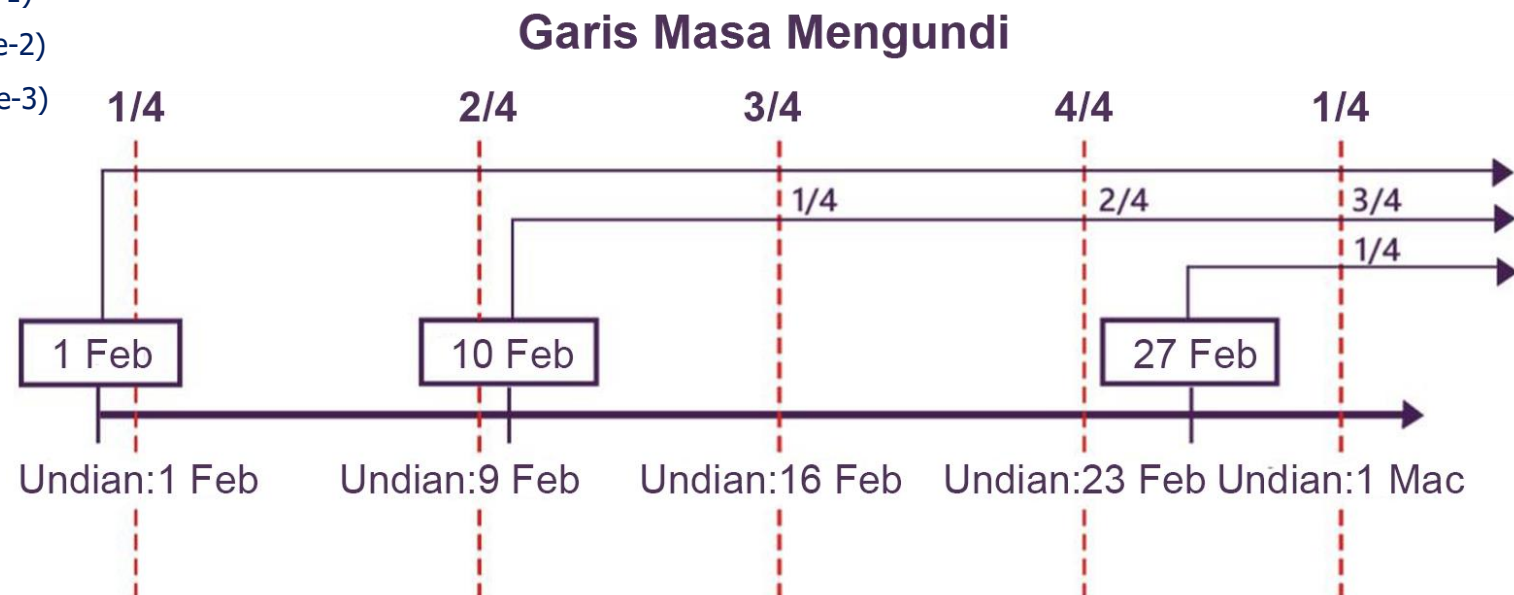 e-2)
Garis Masa Mengundi
e-3)
1/4 2/4 3/4 4/4 1/4
1/4 2/4 3/4
1/4
1 Feb 10 Feb 27 Feb
Undian:1 Feb Undian:9 Feb Undian:16 Feb Undian:23 Feb Undian:1 Mac